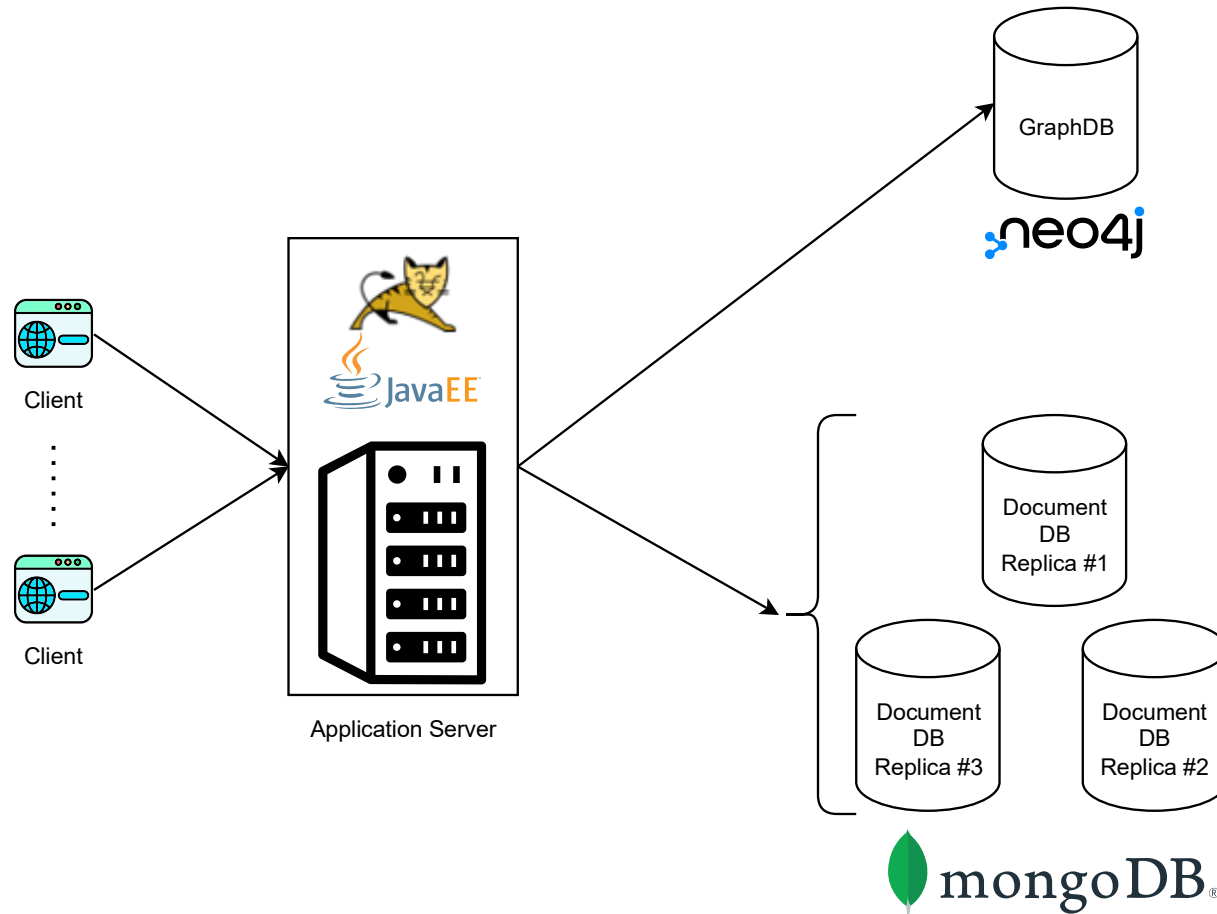 GraphDB
neo4j
JavaEE
Client
Client
Application Server
Document
DB
Replica #1
Document
DB
Replica #3
Document
DB
Replica #2
mongoDB®